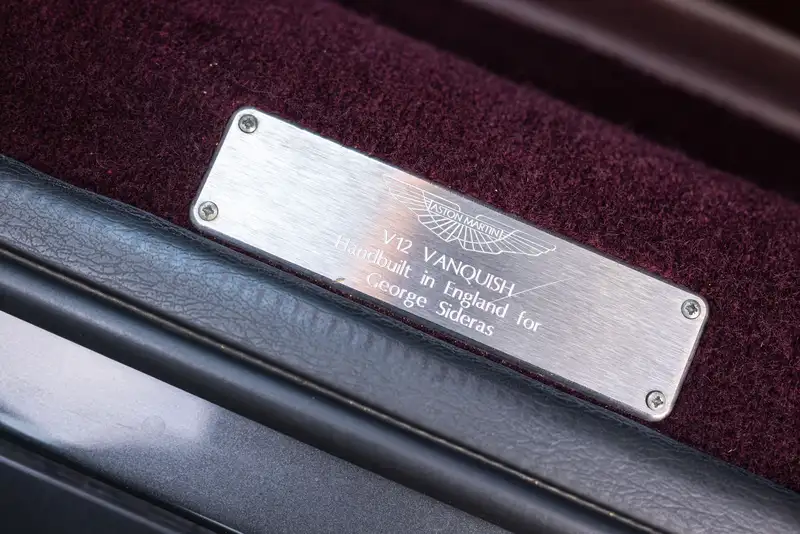 ASTON MARTIN
V12 VANQUISH
Handbuilt in England for
George Sideras